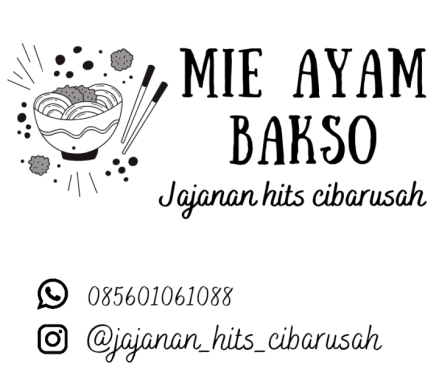 MIE AYAM
BAKSO
Jajanan hits cibarusah
085601061088
@jajanan_hits_cibarusah